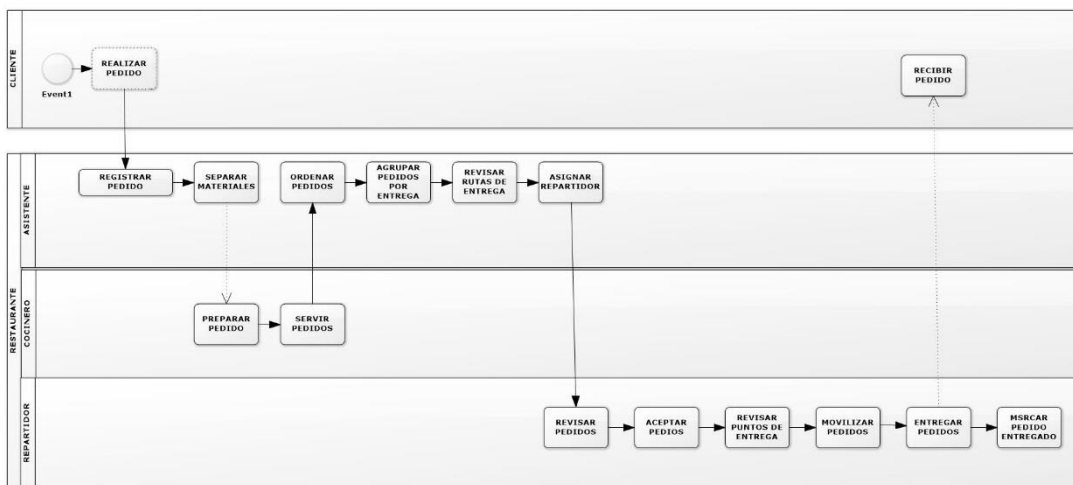 CLIENTE
Event1
REALIZAR
PEDIDO
RECIBIR
PEDIDO
RESTAURANTE
ASISTENTE
REGISTRAR
PEDIDO
SEPARAR
MATERIALES
ORDENAR
PEDIDOS
AGRUPAR
PEDIDOS
POR
ENTREGA
REVISAR
RUTAS DE
ENTREGA
ASIGNAR
REPARTIDOR
COCINERO
PREPARAR
PEDIDO
SERVIR
PEDIDOS
REPARTIDOR
REVISAR
PEDIDOS
ACEPTAR
PEDIOS
REVISAR
PUNTOS DE
ENTREGA
MOVILIZAR
PEDIDOS
ENTREGAR
PEDIDOS
MSRCAR
PEDIDO
ENTREGADO